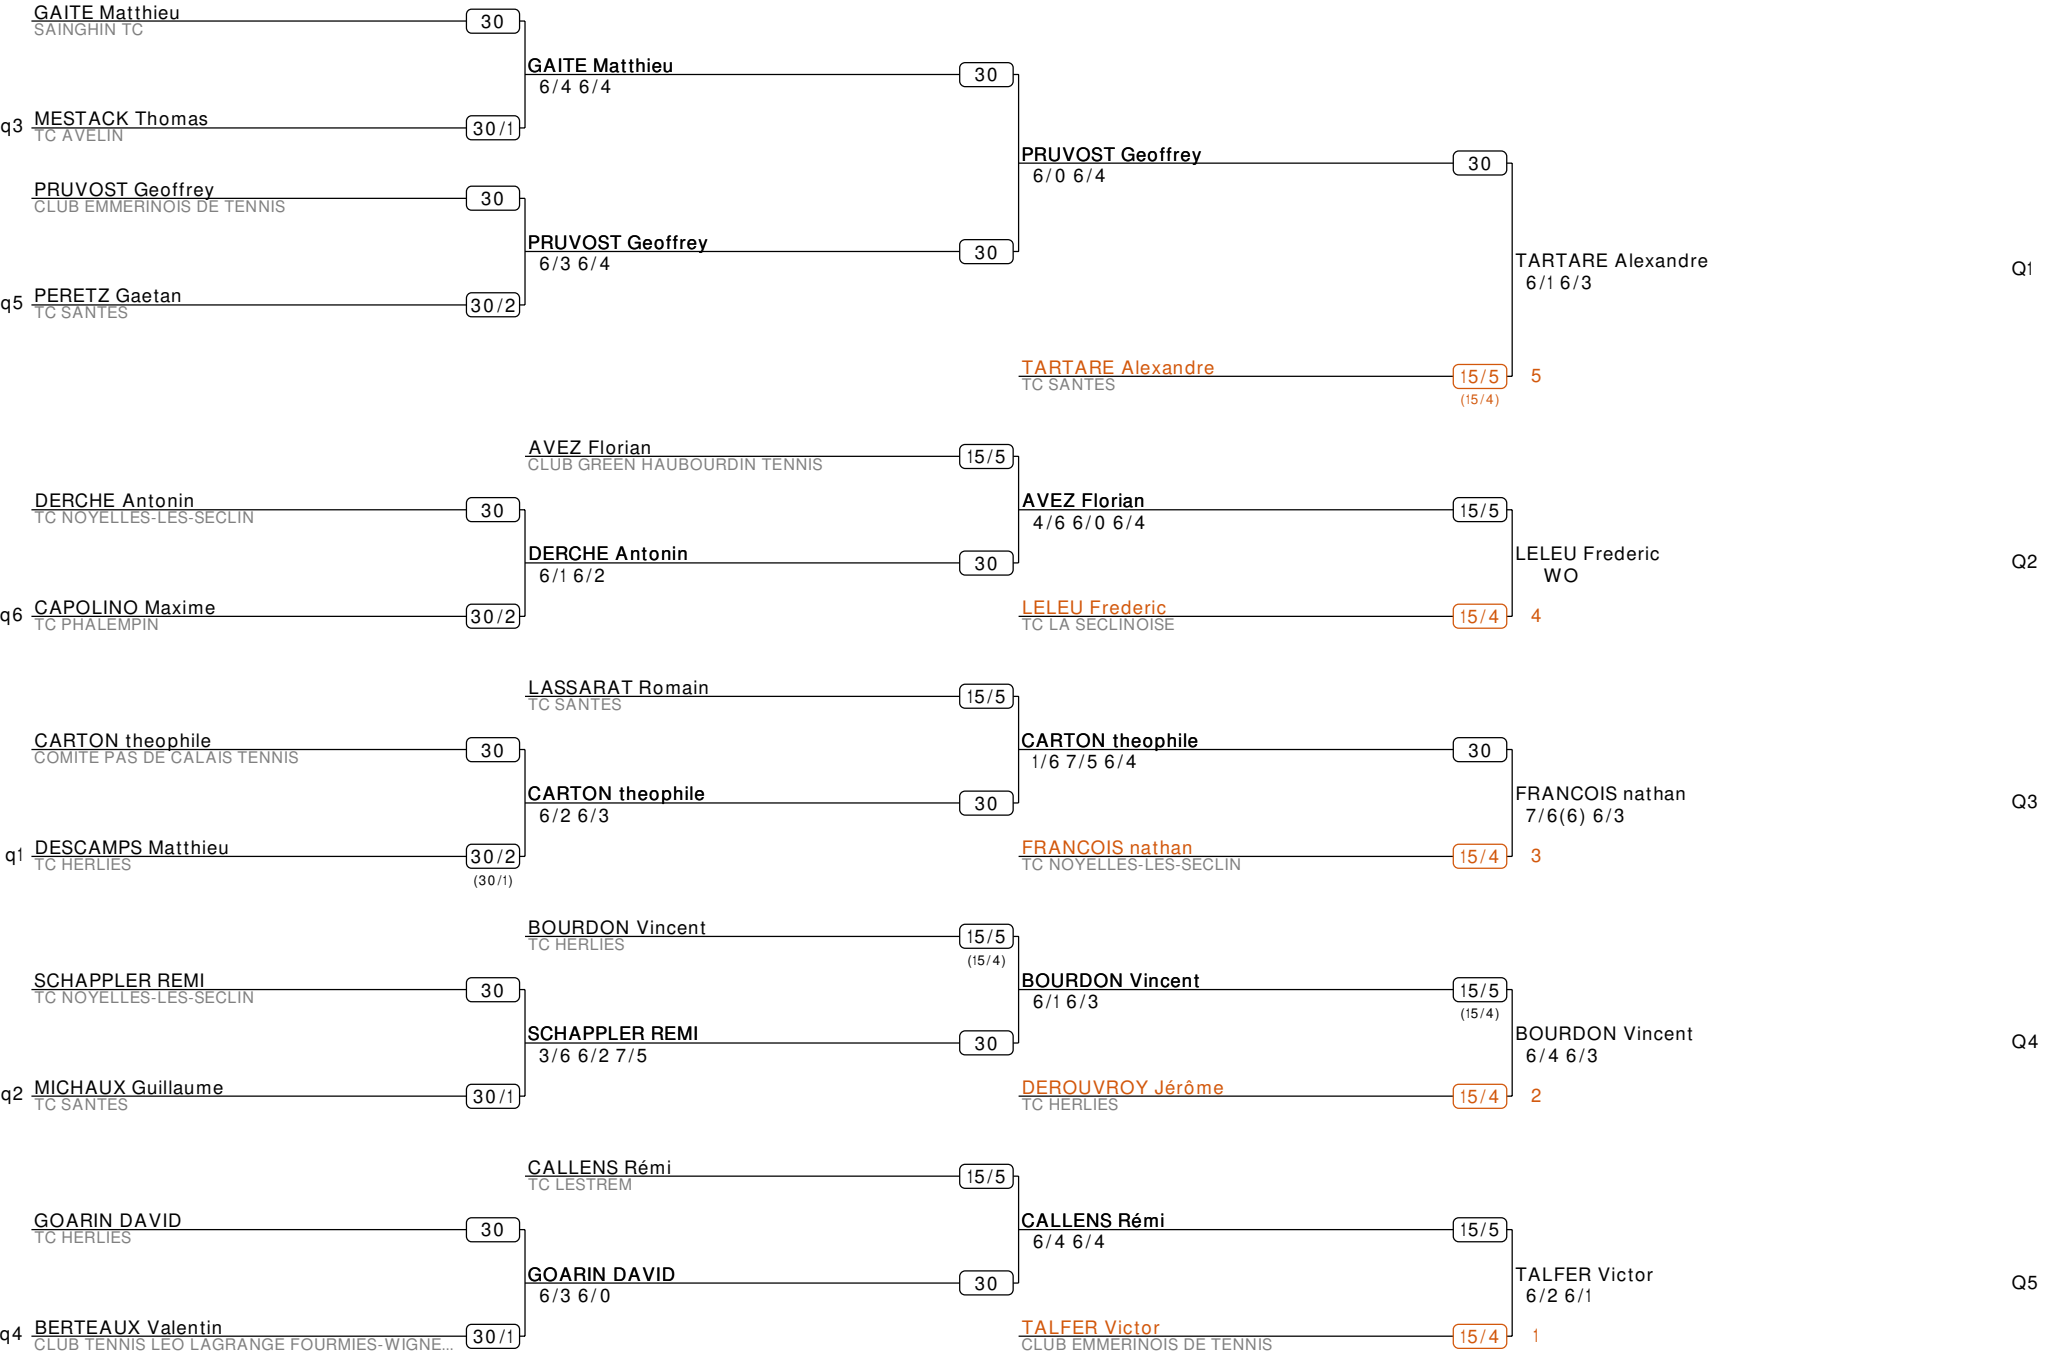 GAITE Matthieu
SAINGHIN TC
30
GAITE Matthieu
6/4 6/4
30
q3 MESTACK Thomas
TC AVELIN
30/1
PRUVOST Geoffrey
6/0 6/4
30
PRUVOST Geoffrey
CLUB EMMERINOIS DE TENNIS
30
PRUVOST Geoffrey
6/3 6/4
30
q5 PERETZ Gaetan
TC SANTES
30/2
TARTARE Alexandre
6/1 6/3
Q1
TARTARE Alexandre
TC SANTES
15/5 5
(15/4)
AVEZ Florian
CLUB GREEN HAUBOURDIN TENNIS
15/5
DERCHE Antonin
TC NOYELLES-LES-SECLIN
30
AVEZ Florian
4/6 6/0 6/4
15/5
DERCHE Antonin
6/1 6/2
30
LELEU Frederic
WO
Q2
q6 CAPOLINO Maxime
TC PHALEMPIN
30/2
LELEU Frederic
TC LA SECLINOISE
15/4 4
LASSARAT Romain
TC SANTES
15/5
CARTON theophile
COMITE PAS DE CALAIS TENNIS
30
CARTON theophile
1/6 7/5 6/4
30
CARTON theophile
6/2 6/3
30
FRANCOIS nathan
7/6(6) 6/3
Q3
q1 DESCAMPS Matthieu
TC HERLIES
30/2
(30/1)
FRANCOIS nathan
TC NOYELLES-LES-SECLIN
15/4 3
BOURDON Vincent
TC HERLIES
15/5
(15/4)
SCHAPPLER REMI
TC NOYELLES-LES-SECLIN
30
BOURDON Vincent
6/1 6/3
15/5
(15/4)
SCHAPPLER REMI
3/6 6/2 7/5
30
BOURDON Vincent
6/4 6/3
Q4
q2 MICHAUX Guillaume
TC SANTES
30/1
DEROUVROY Jérôme
TC HERLIES
15/4 2
CALLENS Rémi
TC LESTREM
15/5
GOARIN DAVID
TC HERLIES
30
CALLENS Rémi
6/4 6/4
15/5
GOARIN DAVID
6/3 6/0
30
TALFER Victor
6/2 6/1
Q5
q4 BERTEAUX Valentin
CLUB TENNIS LEO LAGRANGE FOURMIES-WIGNE...
30/1
TALFER Victor
CLUB EMMERINOIS DE TENNIS
15/4 1